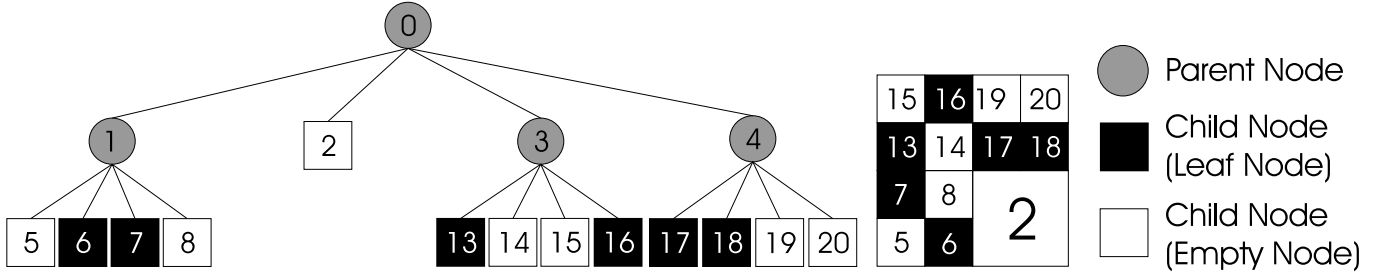 0
1
2
3
4
5 6 7 8
13 14 15 16 17 18 19 20
15 16 19 20
13 14 17 18
7 8
2
5 6
Parent Node
Child Node
(Leaf Node)
Child Node
(Empty Node)